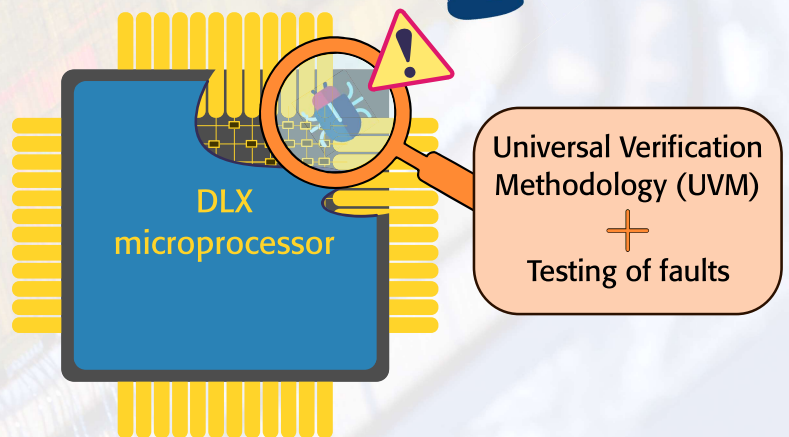 DLX
microprocessor
Universal Verification
Methodology (UVM)
+
Testing of faults